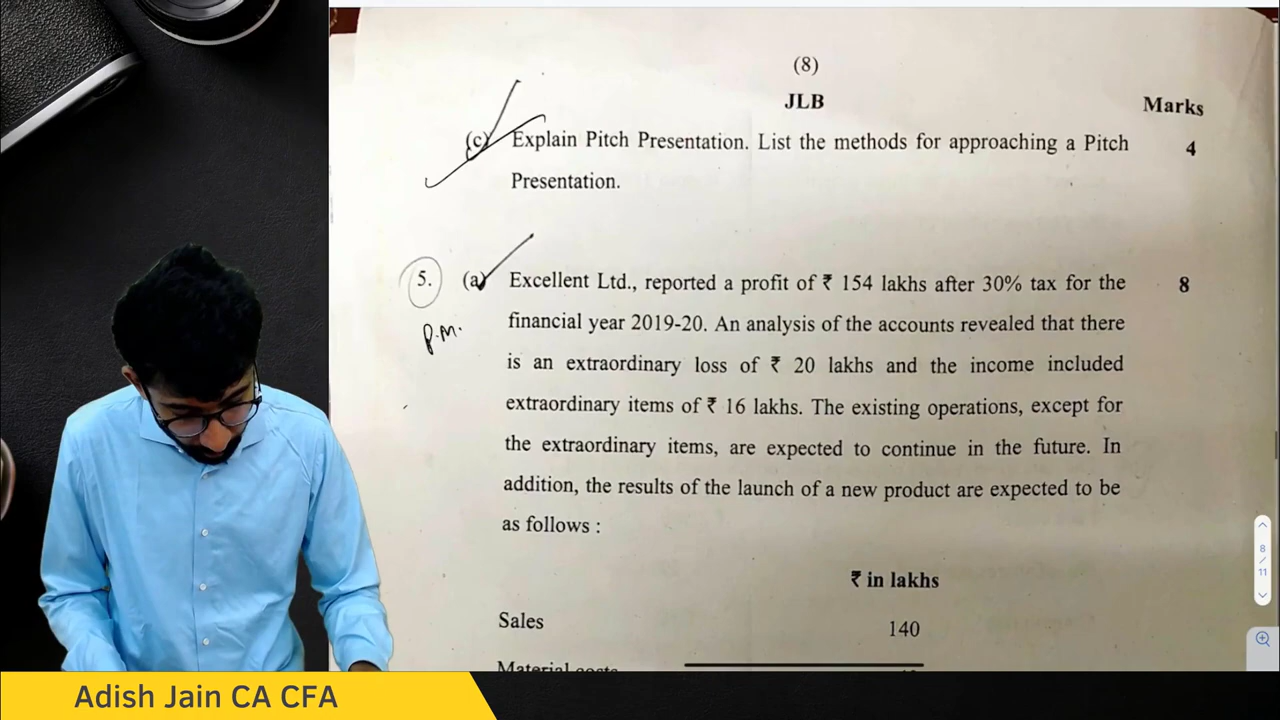 (8)
JLB
Marks
(c) Explain Pitch Presentation. List the methods for approaching a Pitch 4
Presentation.
5. (a) Excellent Ltd., reported a profit of ₹ 154 lakhs after 30% tax for the 8
P.M. financial year 2019-20. An analysis of the accounts revealed that there
is an extraordinary loss of ₹ 20 lakhs and the income included
extraordinary items of ₹ 16 lakhs. The existing operations, except for
the extraordinary items, are expected to continue in the future. In
addition, the results of the launch of a new product are expected to be
as follows :
₹ in lakhs
Sales 140
Material costs
8
/
11
Adish Jain CA CFA